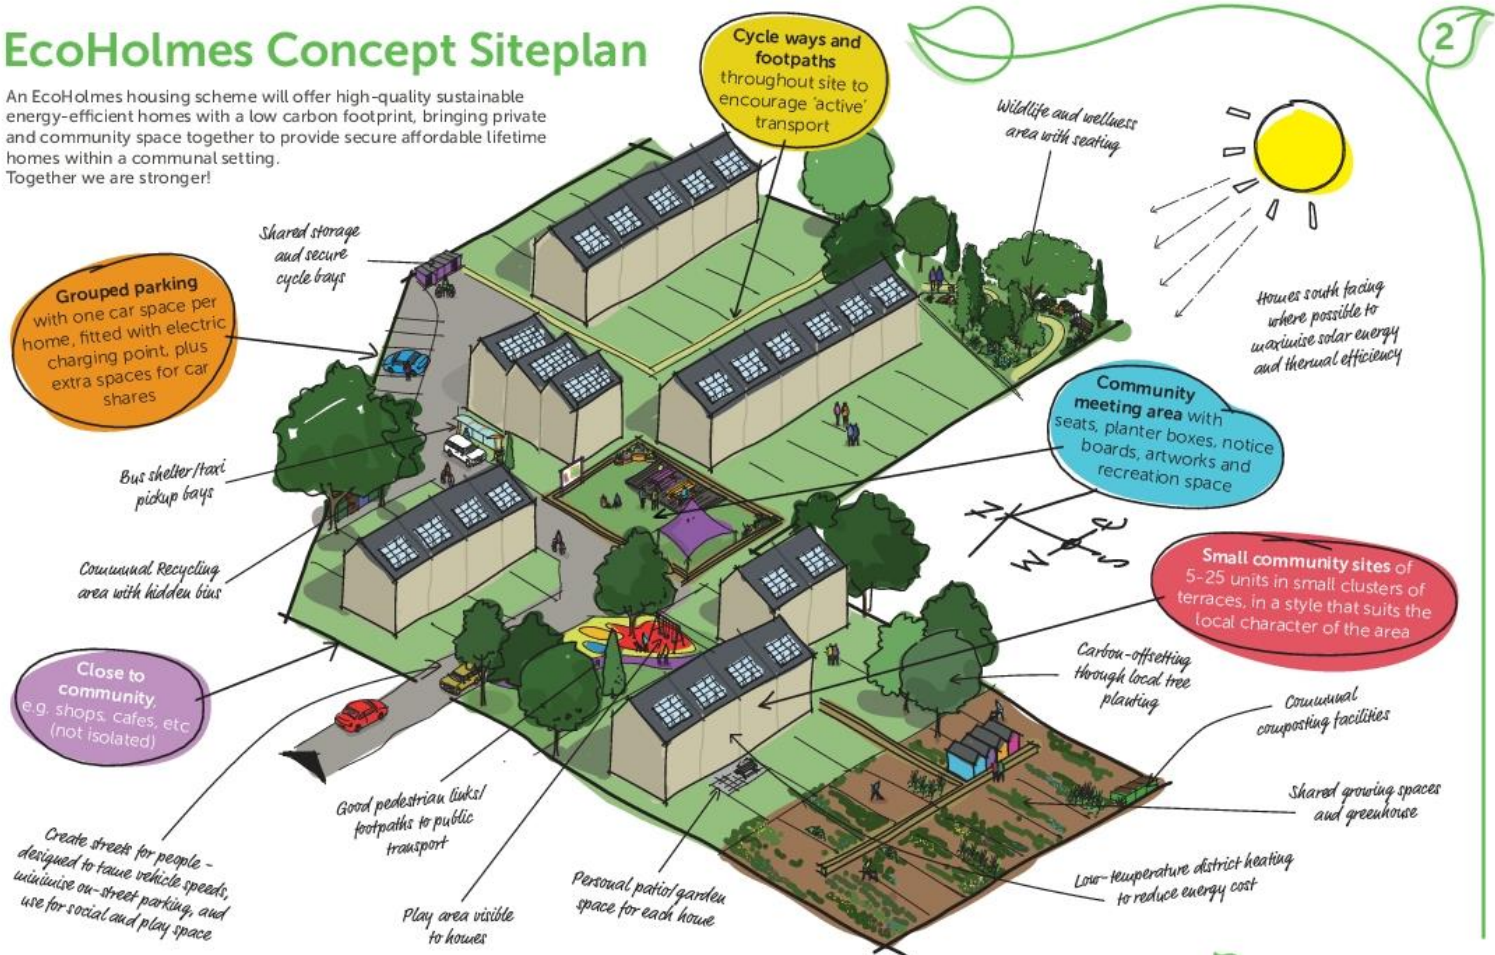 EcoHolmes Concept Siteplan
An EcoHolmes housing scheme will offer high-quality sustainable
energy-efficient homes with a low carbon footprint, bringing private
and community space together to provide secure affordable lifetime
homes within a communal setting.
Together we are stronger!
2
Cycle ways and
footpaths
throughout site to
encourage 'active'
transport
Wildlife and wellness
area with seating
Shared storage
and secure
cycle bays
Grouped parking
with one car space per
home, fitted with electric
charging point, plus
extra spaces for car
shares
Homes south facing
where possible to
maximise solar energy
and thermal efficiency
Community
meeting area with
seats, planter boxes, notice
boards, artworks and
recreation space
Bus shelter/taxi
pickup bays
N
E
W
S
Communal Recycling
area with hidden bins
Small community sites of
5-25 units in small clusters of
terraces, in a style that suits the
local character of the area
Close to
community,
e.g. shops, cafes, etc
(not isolated)
Carbon-offsetting
through local tree
planting
Communal
composting facilities
Good pedestrian links/
footpaths to public
transport
Shared growing spaces
and greenhouse
Create streets for people -
designed to tame vehicle speeds,
minimise on-street parking, and
use for social and play space
Play area visible
to homes
Personal patio/garden
space for each home
Low-temperature district heating
to reduce energy cost